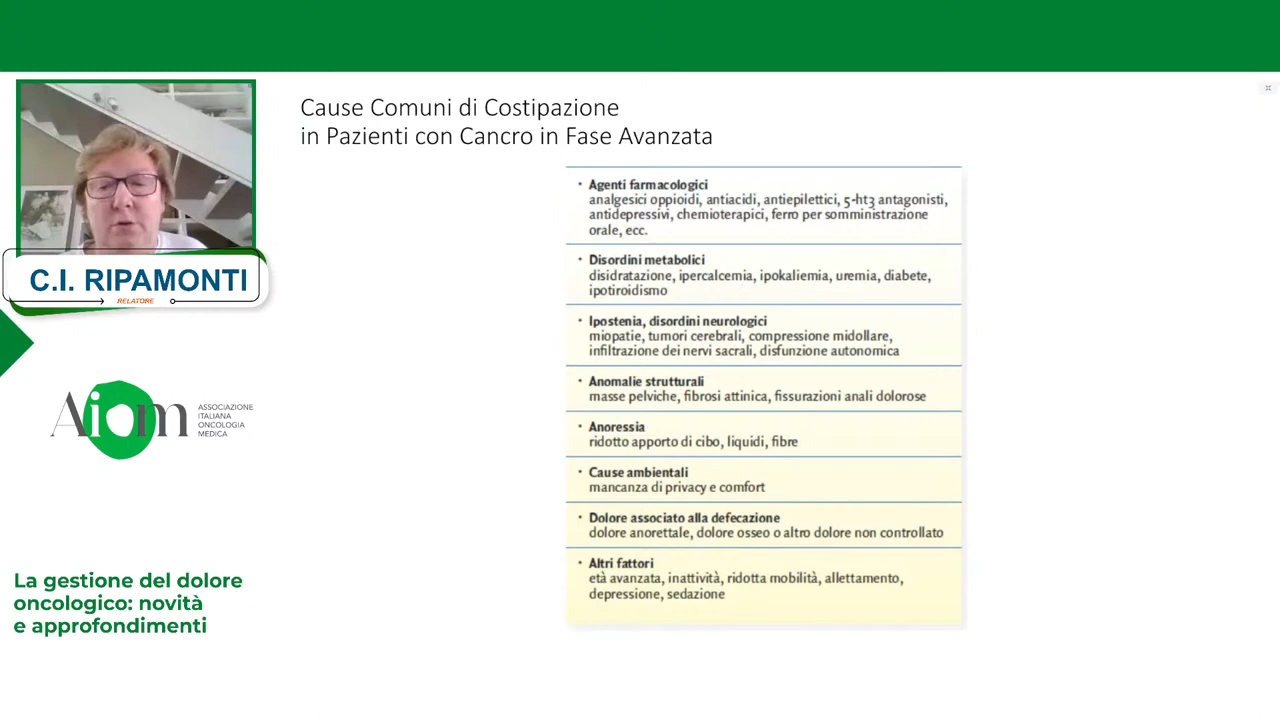 Cause Comuni di Costipazione
in Pazienti con Cancro in Fase Avanzata
C.I. RIPAMONTI
RELATORE
Aiom
ASSOCIAZIONE
ITALIANA
ONCOLOGIA
MEDICA
La gestione del dolore
oncologico: novità
e approfondimenti
• Agenti farmacologici
analgesici oppioidi, antiacidi, antiepilettici, 5-ht3 antagonisti,
antidepressivi, chemioterapici, ferro per somministrazione
orale, ecc.
• Disordini metabolici
disidratazione, ipercalcemia, ipokaliemia, uremia, diabete,
ipotiroidismo
• Ipostenia, disordini neurologici
miopatie, tumori cerebrali, compressione midollare,
infiltrazione dei nervi sacrali, disfunzione autonomica
• Anomalie strutturali
masse pelviche, fibrosi attinica, fissurazioni anali dolorose
• Anoressia
ridotto apporto di cibo, liquidi, fibre
• Cause ambientali
mancanza di privacy e comfort
• Dolore associato alla defecazione
dolore anorettale, dolore osseo o altro dolore non controllato
• Altri fattori
età avanzata, inattività, ridotta mobilità, allettamento,
depressione, sedazione